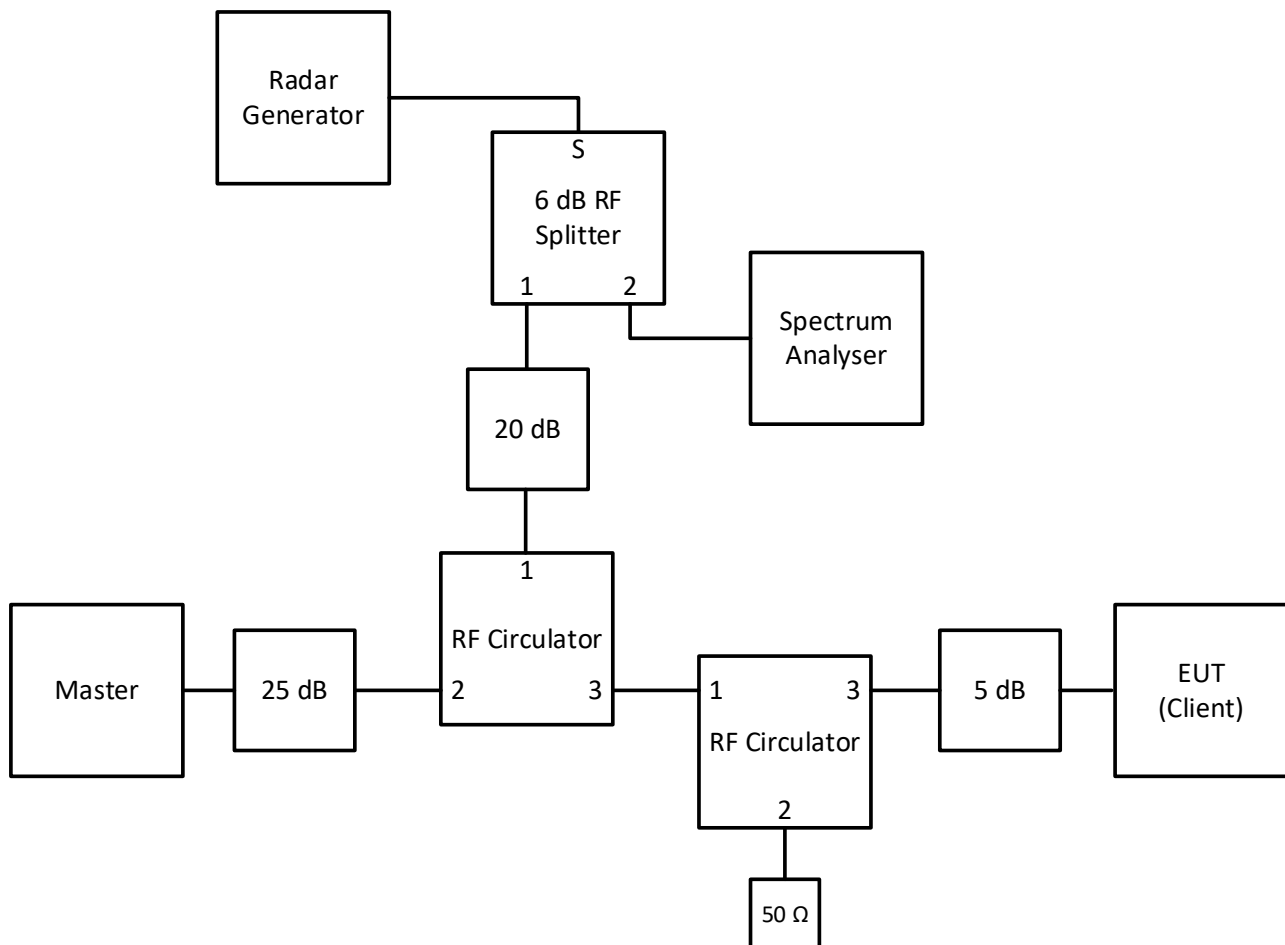 Radar
Generator
S
6 dB RF
Splitter
1 2
Spectrum
Analyser
20 dB
1
RF Circulator
2 3
Master
25 dB
1 3
RF Circulator
2
5 dB
EUT
(Client)
50 Ω